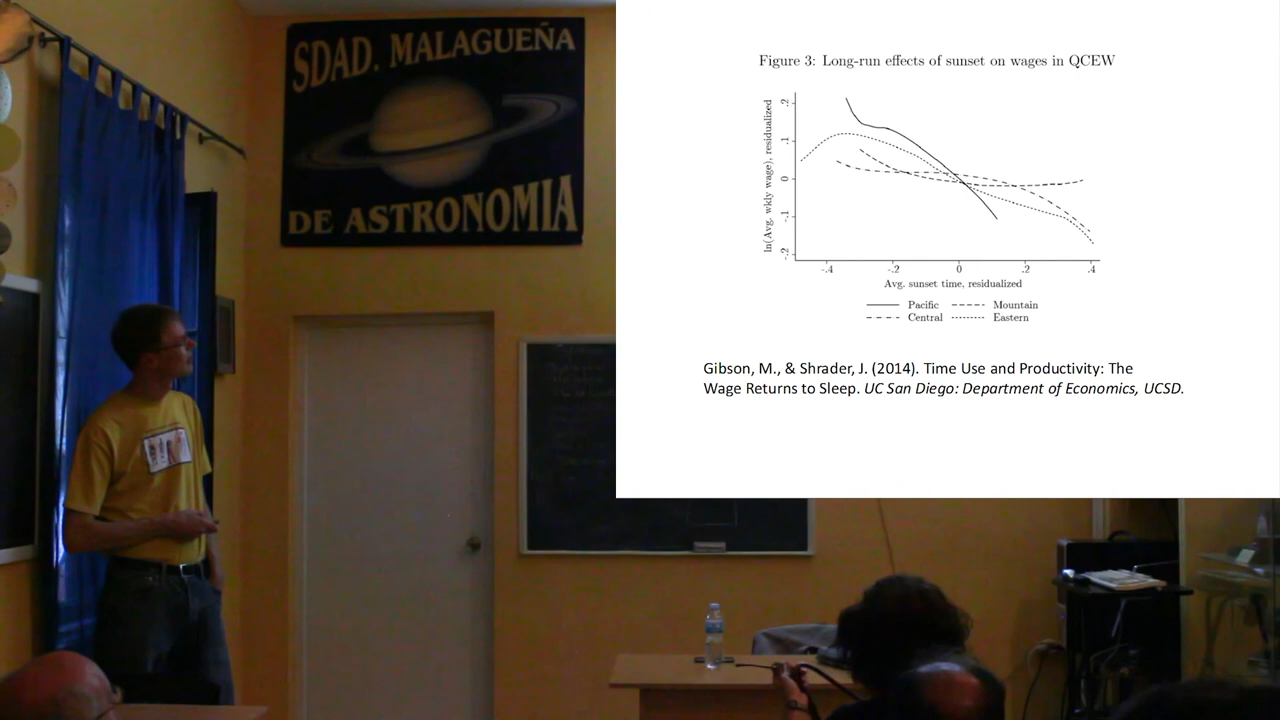 SDAD. MALAGUEÑA
DE ASTRONOMIA
Figure 3: Long-run effects of sunset on wages in QCEW
ln(Avg. wkly wage), residualized
.2
.1
0
-.1
-.2
-.4
-.2
0
.2
.4
Avg. sunset time, residualized
Pacific
Mountain
Central
Eastern
Gibson, M., & Shrader, J. (2014). Time Use and Productivity: The
Wage Returns to Sleep. UC San Diego: Department of Economics, UCSD.